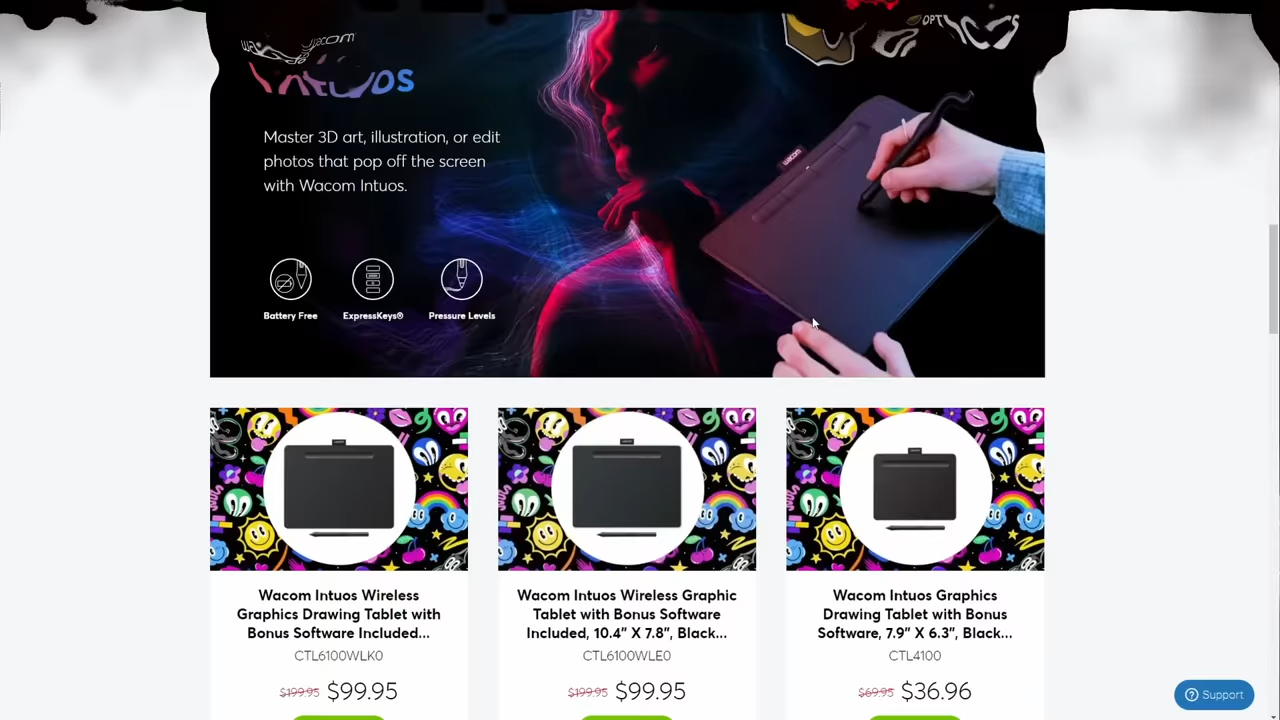 wacom
Intuos
Master 3D art, illustration, or edit
photos that pop off the screen
with Wacom Intuos.
wacom
Battery Free
ExpressKeys®
Pressure Levels
Wacom Intuos Wireless
Graphics Drawing Tablet with
Bonus Software Included...
CTL6100WLK0
$199.95 $99.95
Wacom Intuos Wireless Graphic
Tablet with Bonus Software
Included, 10.4” X 7.8”, Black...
CTL6100WLE0
$199.95 $99.95
Wacom Intuos Graphics
Drawing Tablet with Bonus
Software, 7.9” X 6.3”, Black...
CTL4100
$69.95 $36.96
Support